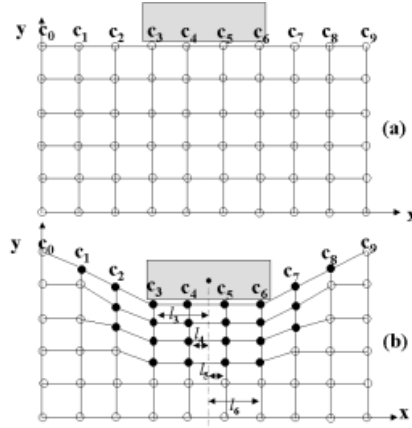 y
c₀ c₁ c₂ c₃ c₄ c₅ c₆ c₇ c₈ c₉
(a)
x
y
c₀ c₁ c₂ c₃ c₄ c₅ c₆ c₇ c₈ c₉
l₃
l₄
(b)
l₅
x
l₆